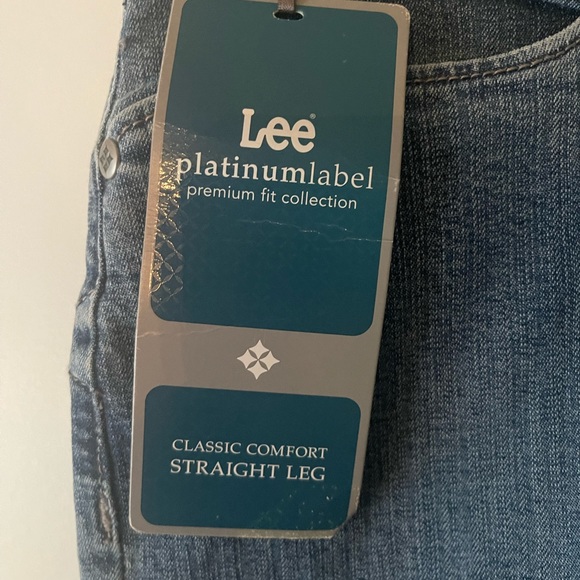 Lee®
platinumlabel
premium fit collection
CLASSIC COMFORT
STRAIGHT LEG